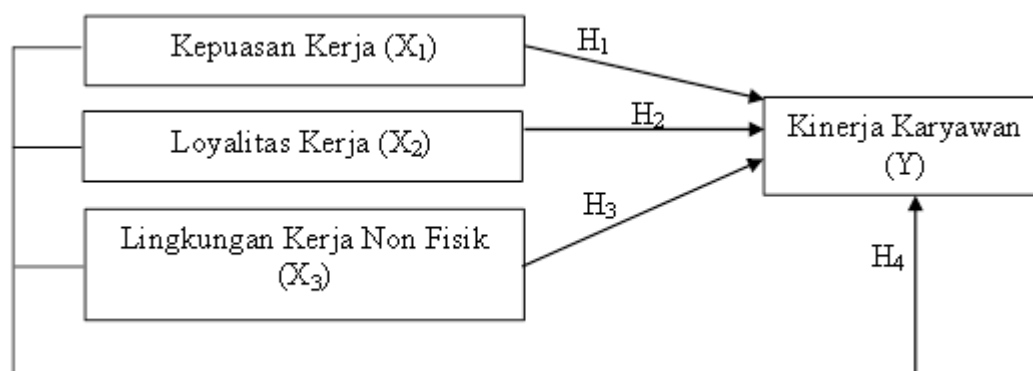 Kepuasan Kerja (X₁)
H₁
Loyalitas Kerja (X₂)
H₂
Kinerja Karyawan
(Y)
Lingkungan Kerja Non Fisik
(X₃)
H₃
H₄